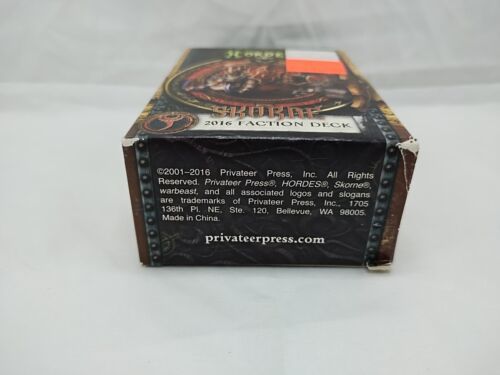 HORDE
SKORNE
2016 FACTION DECK
©2001–2016 Privateer Press, Inc. All Rights
Reserved. Privateer Press®, HORDES®, Skorne®,
warbeast, and all associated logos and slogans
are trademarks of Privateer Press, Inc., 1705
136th Pl. NE, Ste. 120, Bellevue, WA 98005.
Made in China.
privateerpress.com